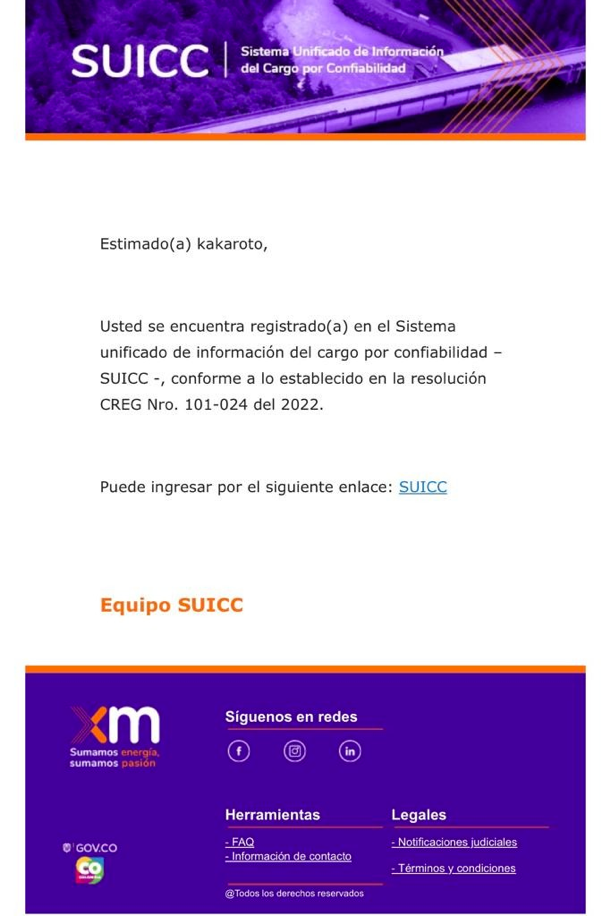 SUICC
Sistema Unificado de Información
del Cargo por Confiabilidad
Estimado(a) kakaroto,
Usted se encuentra registrado(a) en el Sistema
unificado de información del cargo por confiabilidad –
SUICC -, conforme a lo establecido en la resolución
CREG Nro. 101-024 del 2022.
Puede ingresar por el siguiente enlace: SUICC
Equipo SUICC
xm
Sumamos energía,
sumamos pasión
Síguenos en redes
f
in
Herramientas
- FAQ
- Información de contacto
Legales
- Notificaciones judiciales
- Términos y condiciones
GOV.CO
CO
@Todos los derechos reservados